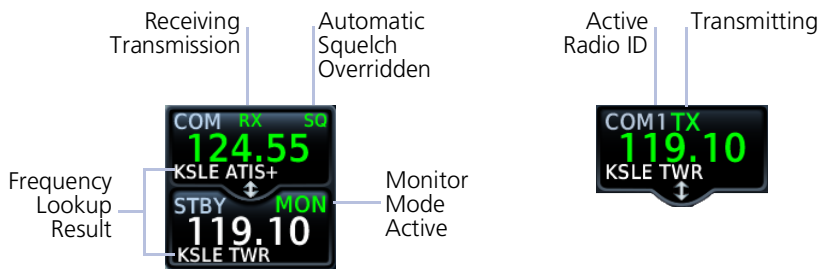 Receiving
Transmission
Automatic
Squelch
Overridden
Active
Radio ID
Transmitting
COM RX SQ
124.55
KSLE ATIS+
STBY MON
119.10
KSLE TWR
Frequency
Lookup
Result
Monitor
Mode
Active
COM1 TX
119.10
KSLE TWR